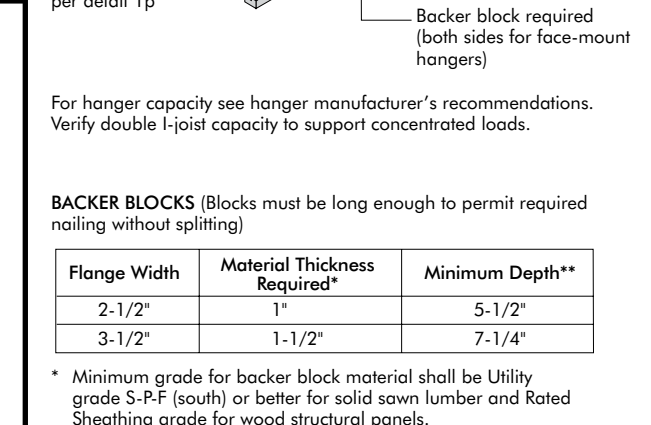 per detail 1p
Backer block required
(both sides for face-mount
hangers)
For hanger capacity see hanger manufacturer's recommendations.
Verify double I-joist capacity to support concentrated loads.
BACKER BLOCKS (Blocks must be long enough to permit required
nailing without splitting)
Flange Width Material Thickness Required* Minimum Depth**
2-1/2" 1" 5-1/2"
3-1/2" 1-1/2" 7-1/4"
* Minimum grade for backer block material shall be Utility
grade S-P-F (south) or better for solid sawn lumber and Rated
Sheathing grade for wood structural panels.